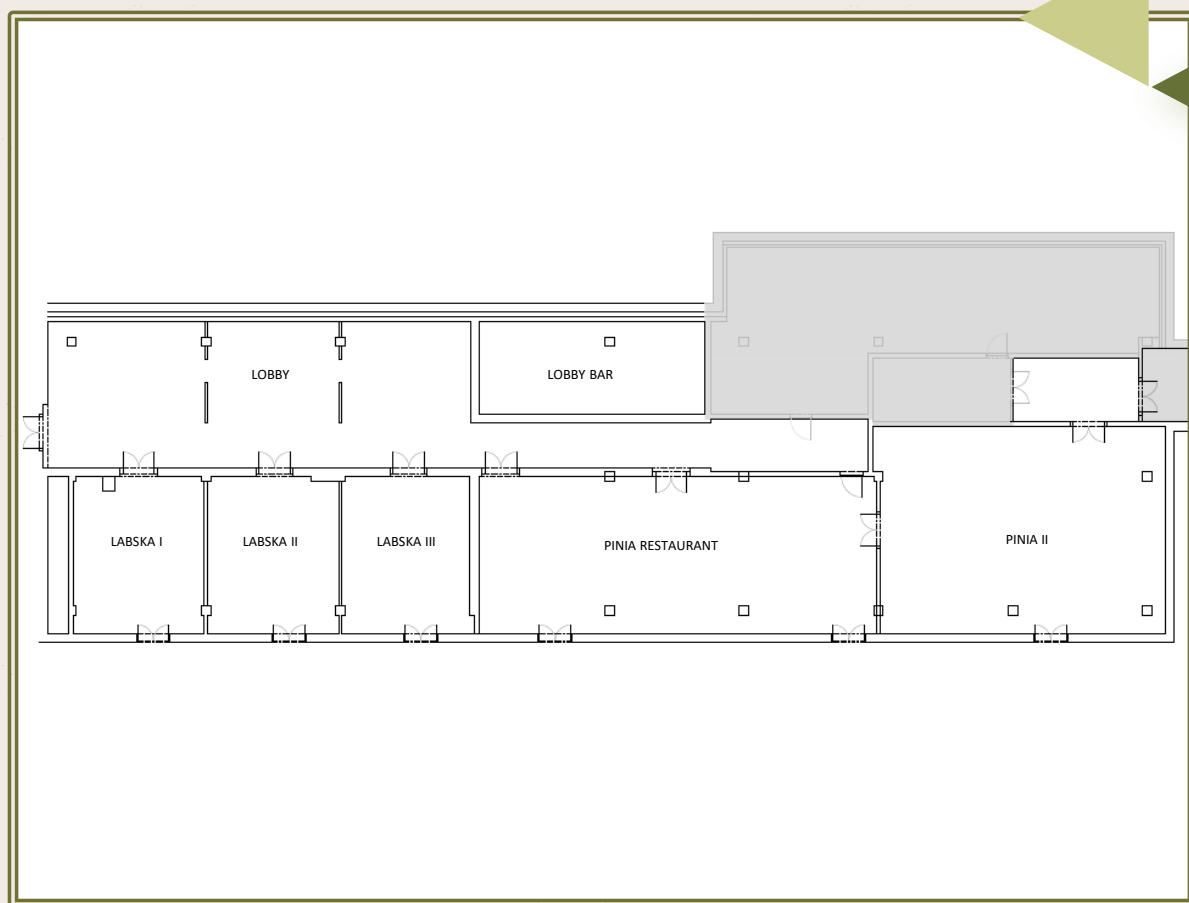 LOBBY
LOBBY BAR
LABSKA I
LABSKA II
LABSKA III
PINIA RESTAURANT
PINIA II